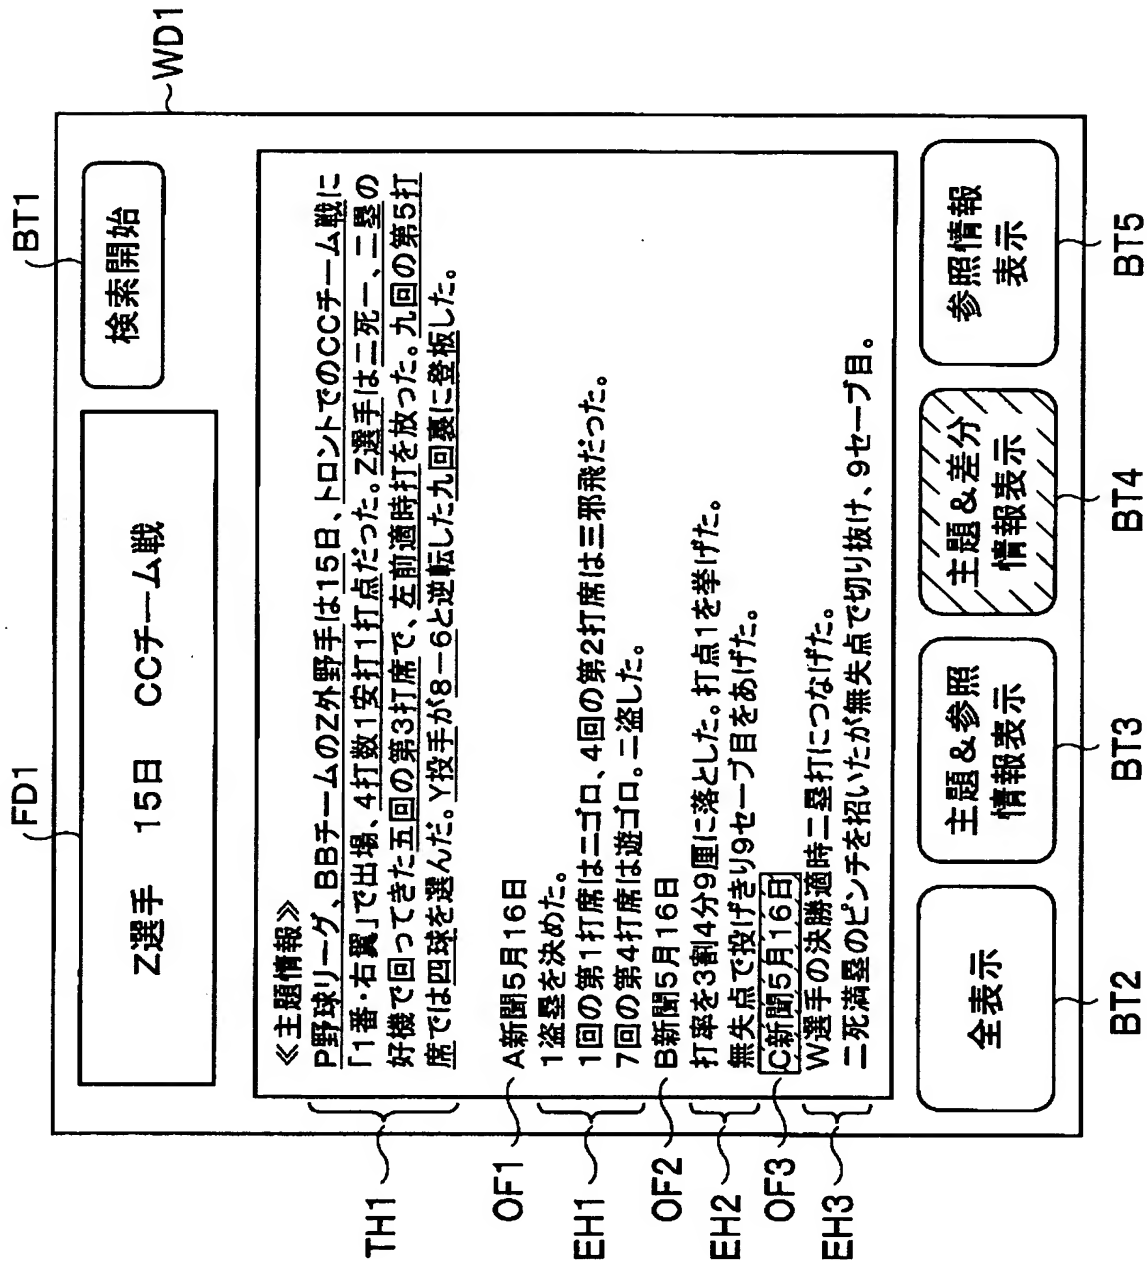 FD1
BT1
WD1
Z選手 15日 CCチーム戦
検索開始
≪主題情報≫
P野球リーグ、BBチームのZ外野手は15日、トロントでのCCチーム戦に
「1番・右翼」で出場、4打数1安打1打点だった。Z選手は二死一、二塁の
好機で回ってきた五回の第3打席で、左前適時打を放った。九回の第5打
席では四球を選んだ。Y投手が8－6と逆転した九回裏に登板した。
TH1
OF1
A新聞5月16日
1盗塁を決めた。
1回の第1打席は二ゴロ、4回の第2打席は三邪飛だった。
7回の第4打席は遊ゴロ。二盗した。
EH1
OF2
B新聞5月16日
打率を3割4分9厘に落とした。打点1を挙げた。
無失点で投げきり9セーブ目をあげた。
EH2
OF3
C新聞5月16日
W選手の決勝適時二塁打につなげた。
二死満塁のピンチを招いたが無失点で切り抜け、9セーブ目。
EH3
全表示
主題&参照
情報表示
主題&差分
情報表示
参照情報
表示
BT2
BT3
BT4
BT5